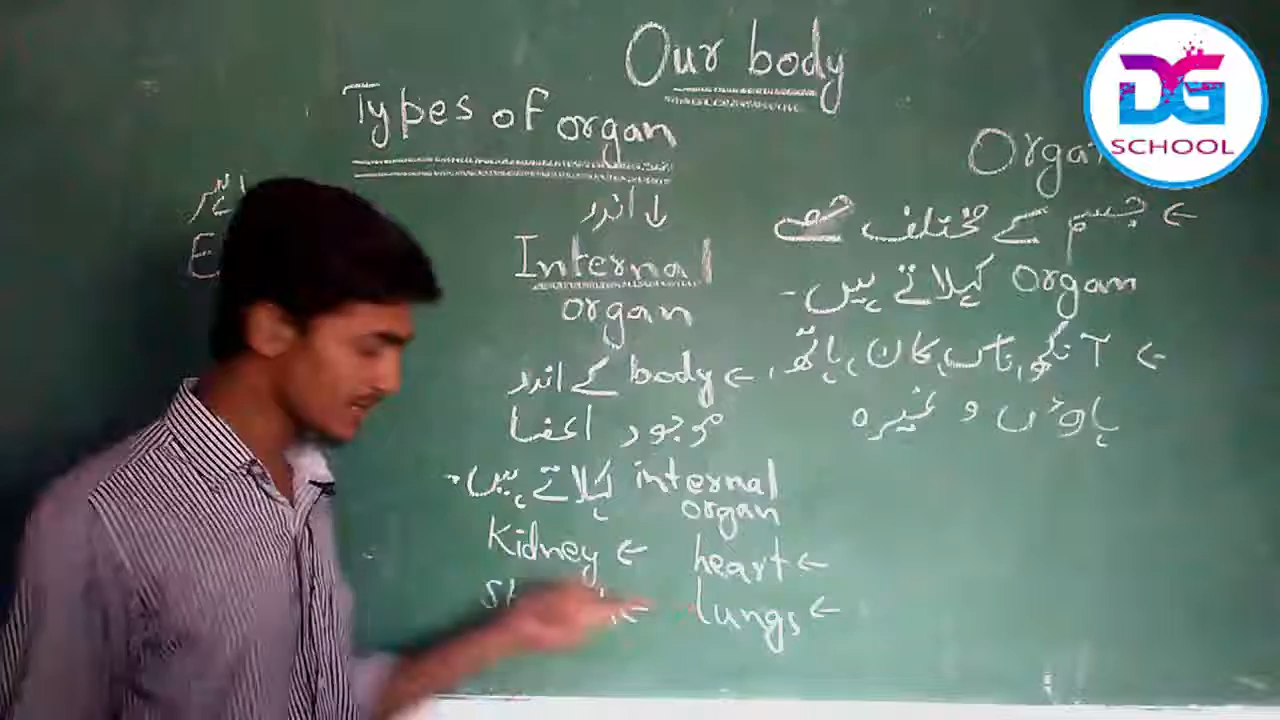 Our body
DG
SCHOOL
Types of organ
Organ
← جسم کے مختلف حصے
organ کہلاتے ہیں۔
← آنکھ، ناک، کان، ہاتھ،
پاوٗں وغیرہ
↓ اندر
Internal
organ
← body کے اندر
موجود اعضا
internal کہلاتے ہیں۔
organ
← heart ← Kidney
← lungs